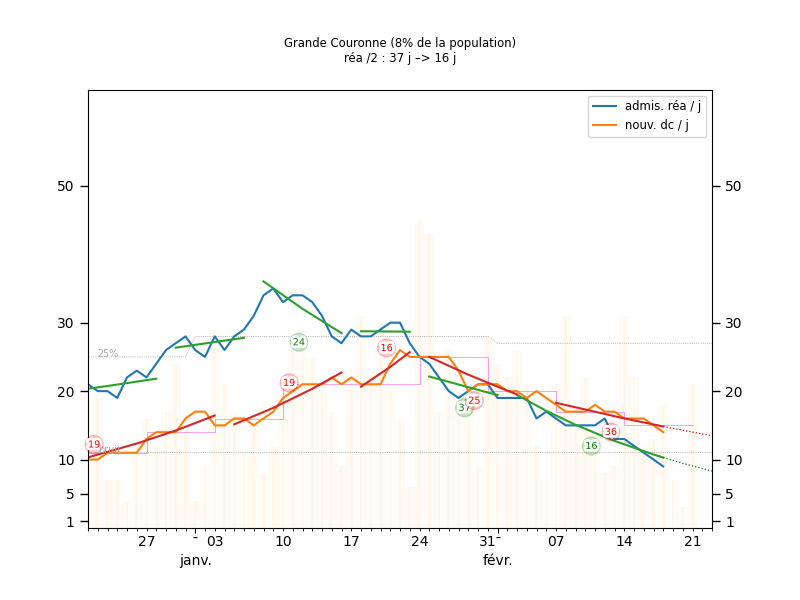 Grande Couronne (8% de la population)
réa /2 : 37 j –> 16 j
admis. réa / j
nouv. dc / j
50 50
30 30
25%
24
16
19
20 20
37 25
36
19
16
bruit
10 10
5 5
1 1
27 - 03 10 17 24 31 - 07 14 21
janv. févr.